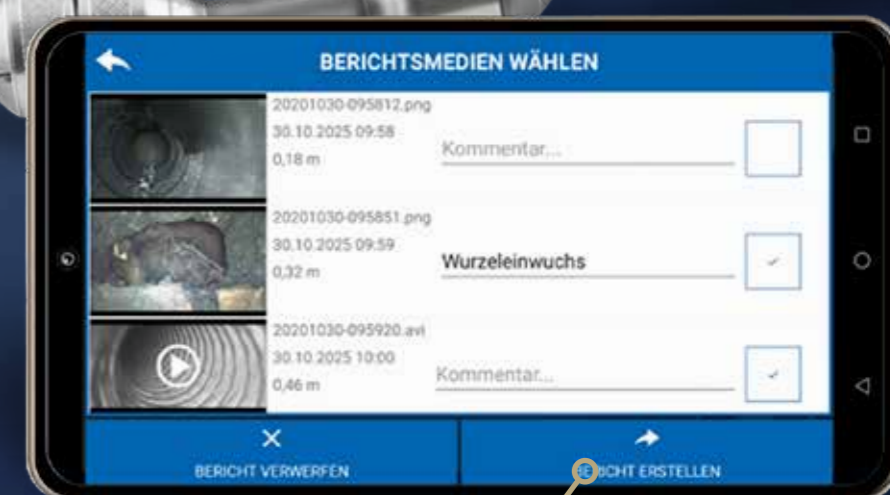 BERICHTSMEDIEN WÄHLEN
20201030-095812.png
30.10.2025 09:58
0,18 m
Kommentar...
20201030-095851.png
30.10.2025 09:59
0,32 m
Wurzeleinwuchs
20201030-095920.avi
30.10.2025 10:00
0,46 m
Kommentar...
BERICHT VERWERFEN
BERICHT ERSTELLEN